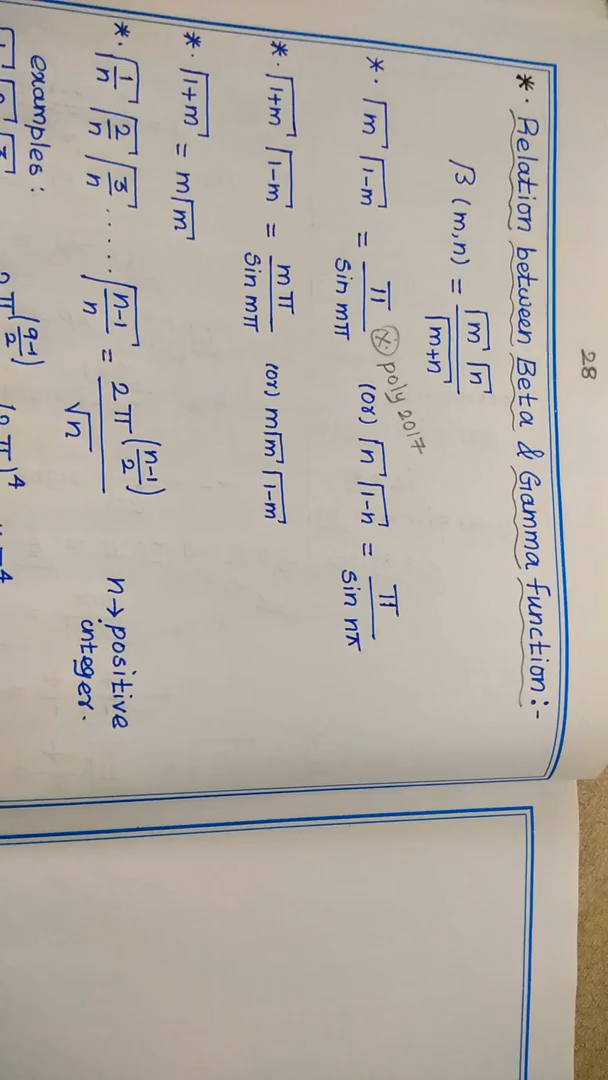 28
*. Relation between Beta & Gamma function:-
β (m,n) = Γm Γn / Γm+n
*. Γm Γ1-m = π / sin mπ (or) Γn Γ1-n = π / sin nπ
(x.) poly 2017
*. Γ1+m Γ1-m = mπ / sin mπ (or) mΓm Γ1-m
*. Γ1+m = mΓm
*. Γ1/n Γ2/n Γ3/n ..... Γn-1/n = 2π^(n-1/2) / √n n→ positive
integer.
examples: